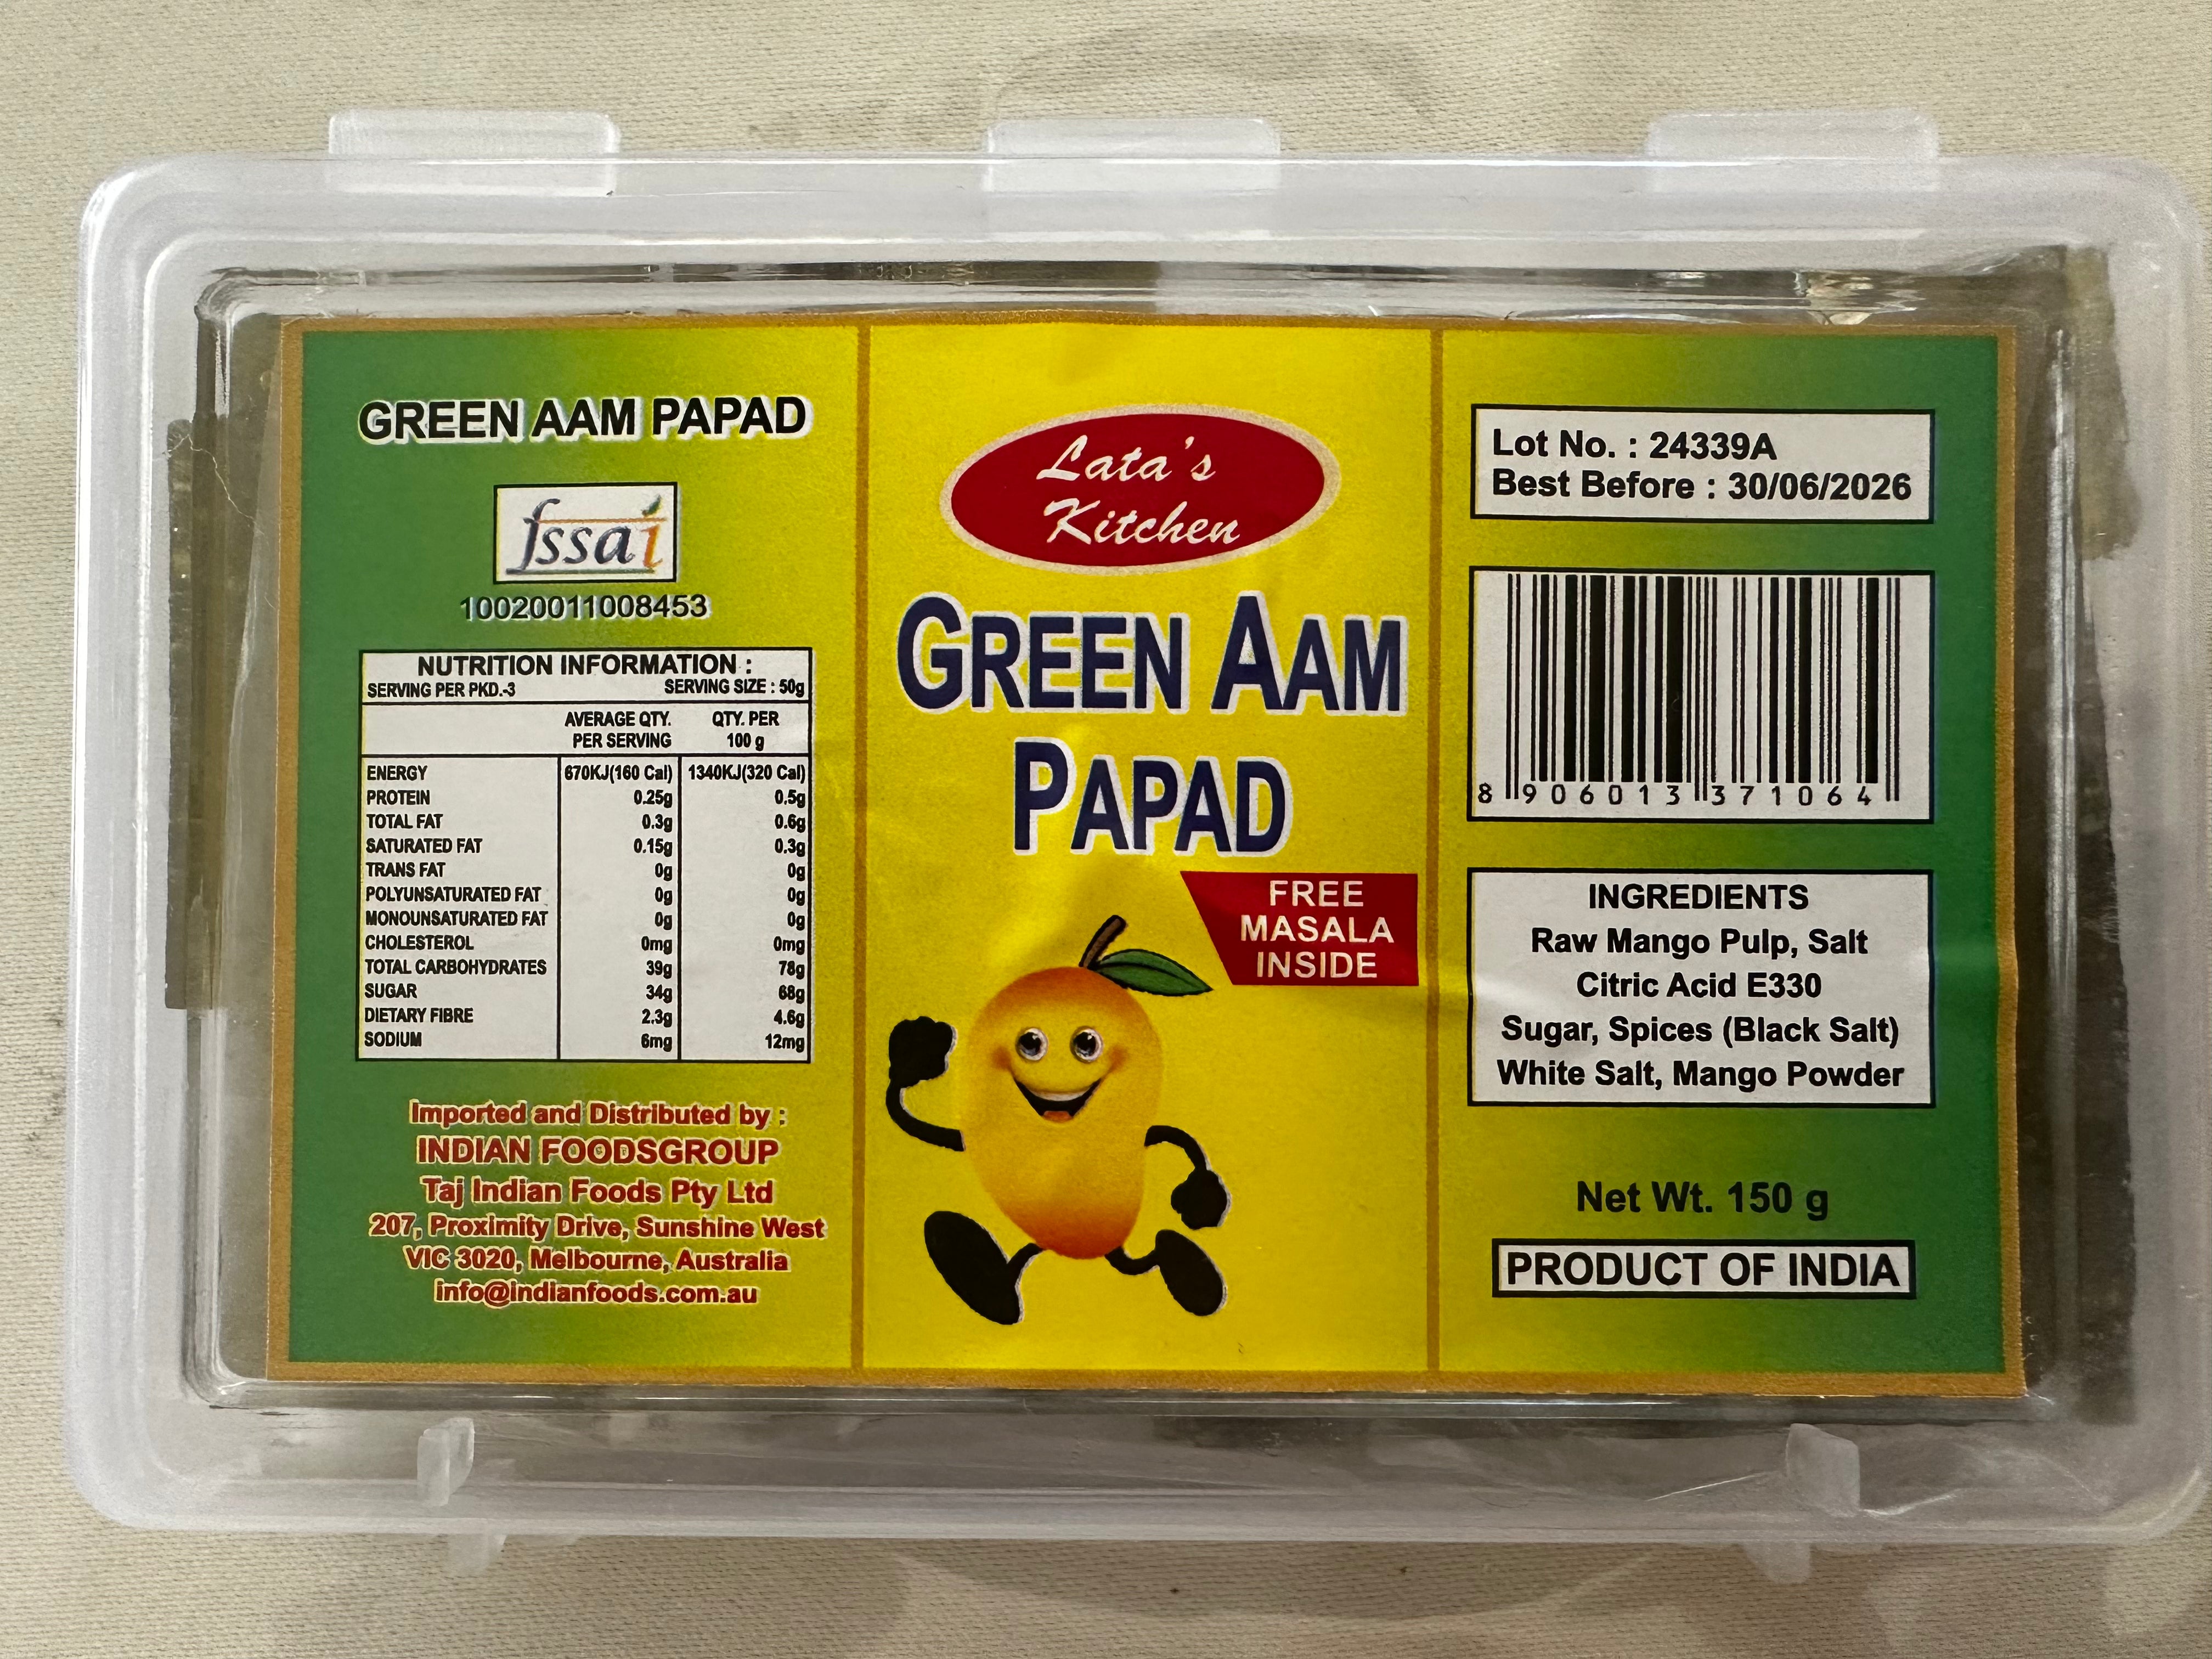 GREEN AAM PAPAD
fssai
10020011008453
NUTRITION INFORMATION :
SERVING PER PKD.-3 SERVING SIZE : 50g
AVERAGE QTY. PER SERVING QTY. PER 100 g
ENERGY 670KJ(160 Cal) 1340KJ(320 Cal)
PROTEIN 0.25g 0.5g
TOTAL FAT 0.3g 0.6g
SATURATED FAT 0.15g 0.3g
TRANS FAT 0g 0g
POLYUNSATURATED FAT 0g 0g
MONOUNSATURATED FAT 0g 0g
CHOLESTEROL 0mg 0mg
TOTAL CARBOHYDRATES 39g 78g
SUGAR 34g 68g
DIETARY FIBRE 2.3g 4.6g
SODIUM 6mg 12mg
Imported and Distributed by :
INDIAN FOODSGROUP
Taj Indian Foods Pty Ltd
207, Proximity Drive, Sunshine West
VIC 3020, Melbourne, Australia
info@indianfoods.com.au
Lata's
Kitchen
GREEN AAM
PAPAD
FREE
MASALA
INSIDE
Lot No. : 24339A
Best Before : 30/06/2026
8 906013 371064
INGREDIENTS
Raw Mango Pulp, Salt
Citric Acid E330
Sugar, Spices (Black Salt)
White Salt, Mango Powder
Net Wt. 150 g
PRODUCT OF INDIA